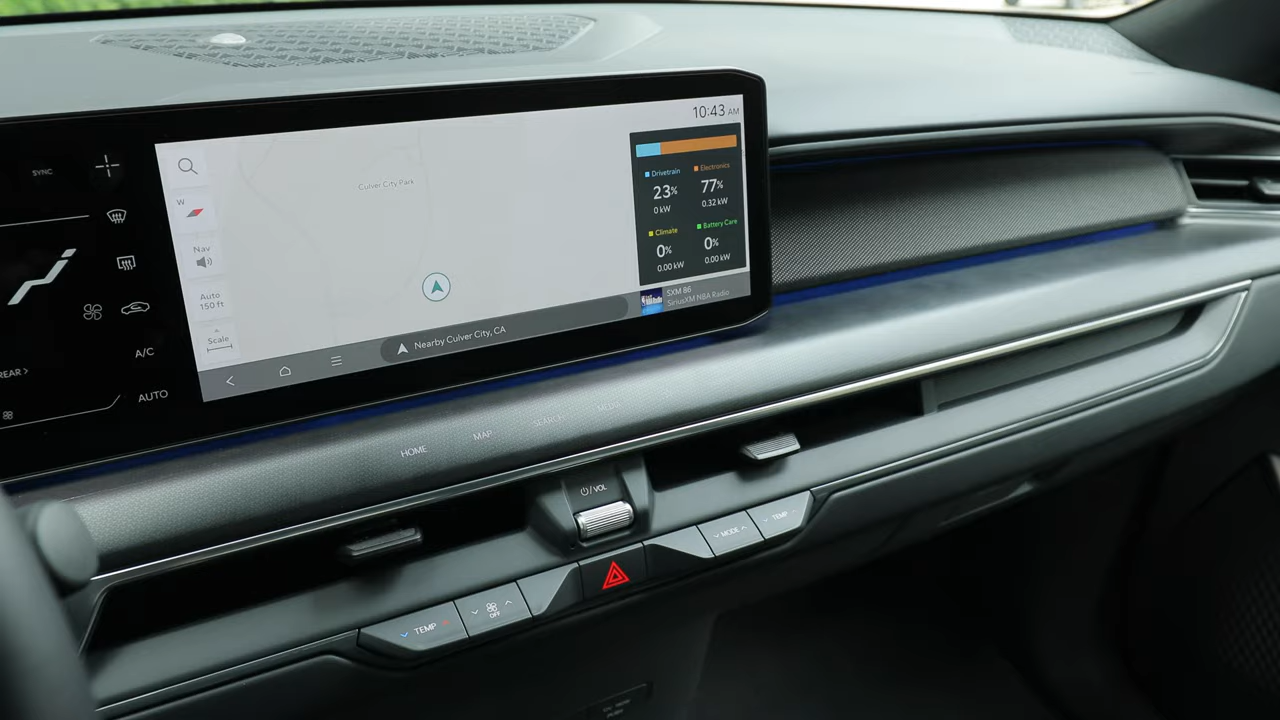 10:43 AM
SYNC
Culver City Park
W
Nav
Auto
150 ft
Scale
Drivetrain
23%
0 kW
Electronics
77%
0.32 kW
Climate
0%
0.00 kW
Battery Care
0%
0.00 kW
SXM 86
SiriusXM NBA Radio
Nearby Culver City, CA
A/C
REAR >
AUTO
HOME
MAP
SEARCH
⏻/VOL
MODE
TEMP
TEMP
OFF